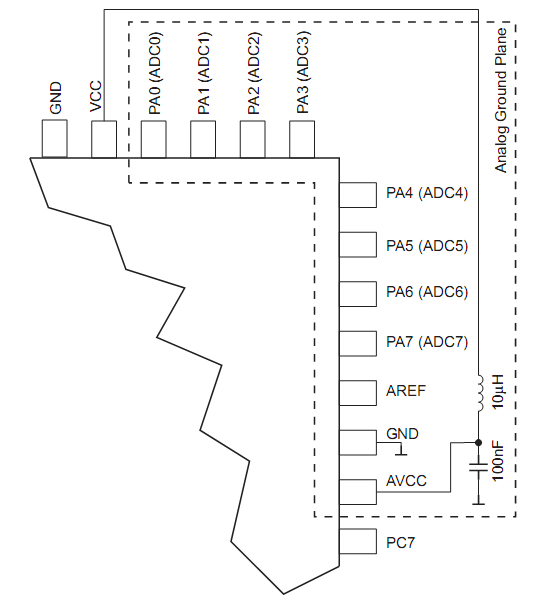 GND
VCC
PA0 (ADC0)
PA1 (ADC1)
PA2 (ADC2)
PA3 (ADC3)
Analog Ground Plane
PA4 (ADC4)
PA5 (ADC5)
PA6 (ADC6)
PA7 (ADC7)
AREF
10μH
GND
AVCC
100nF
PC7